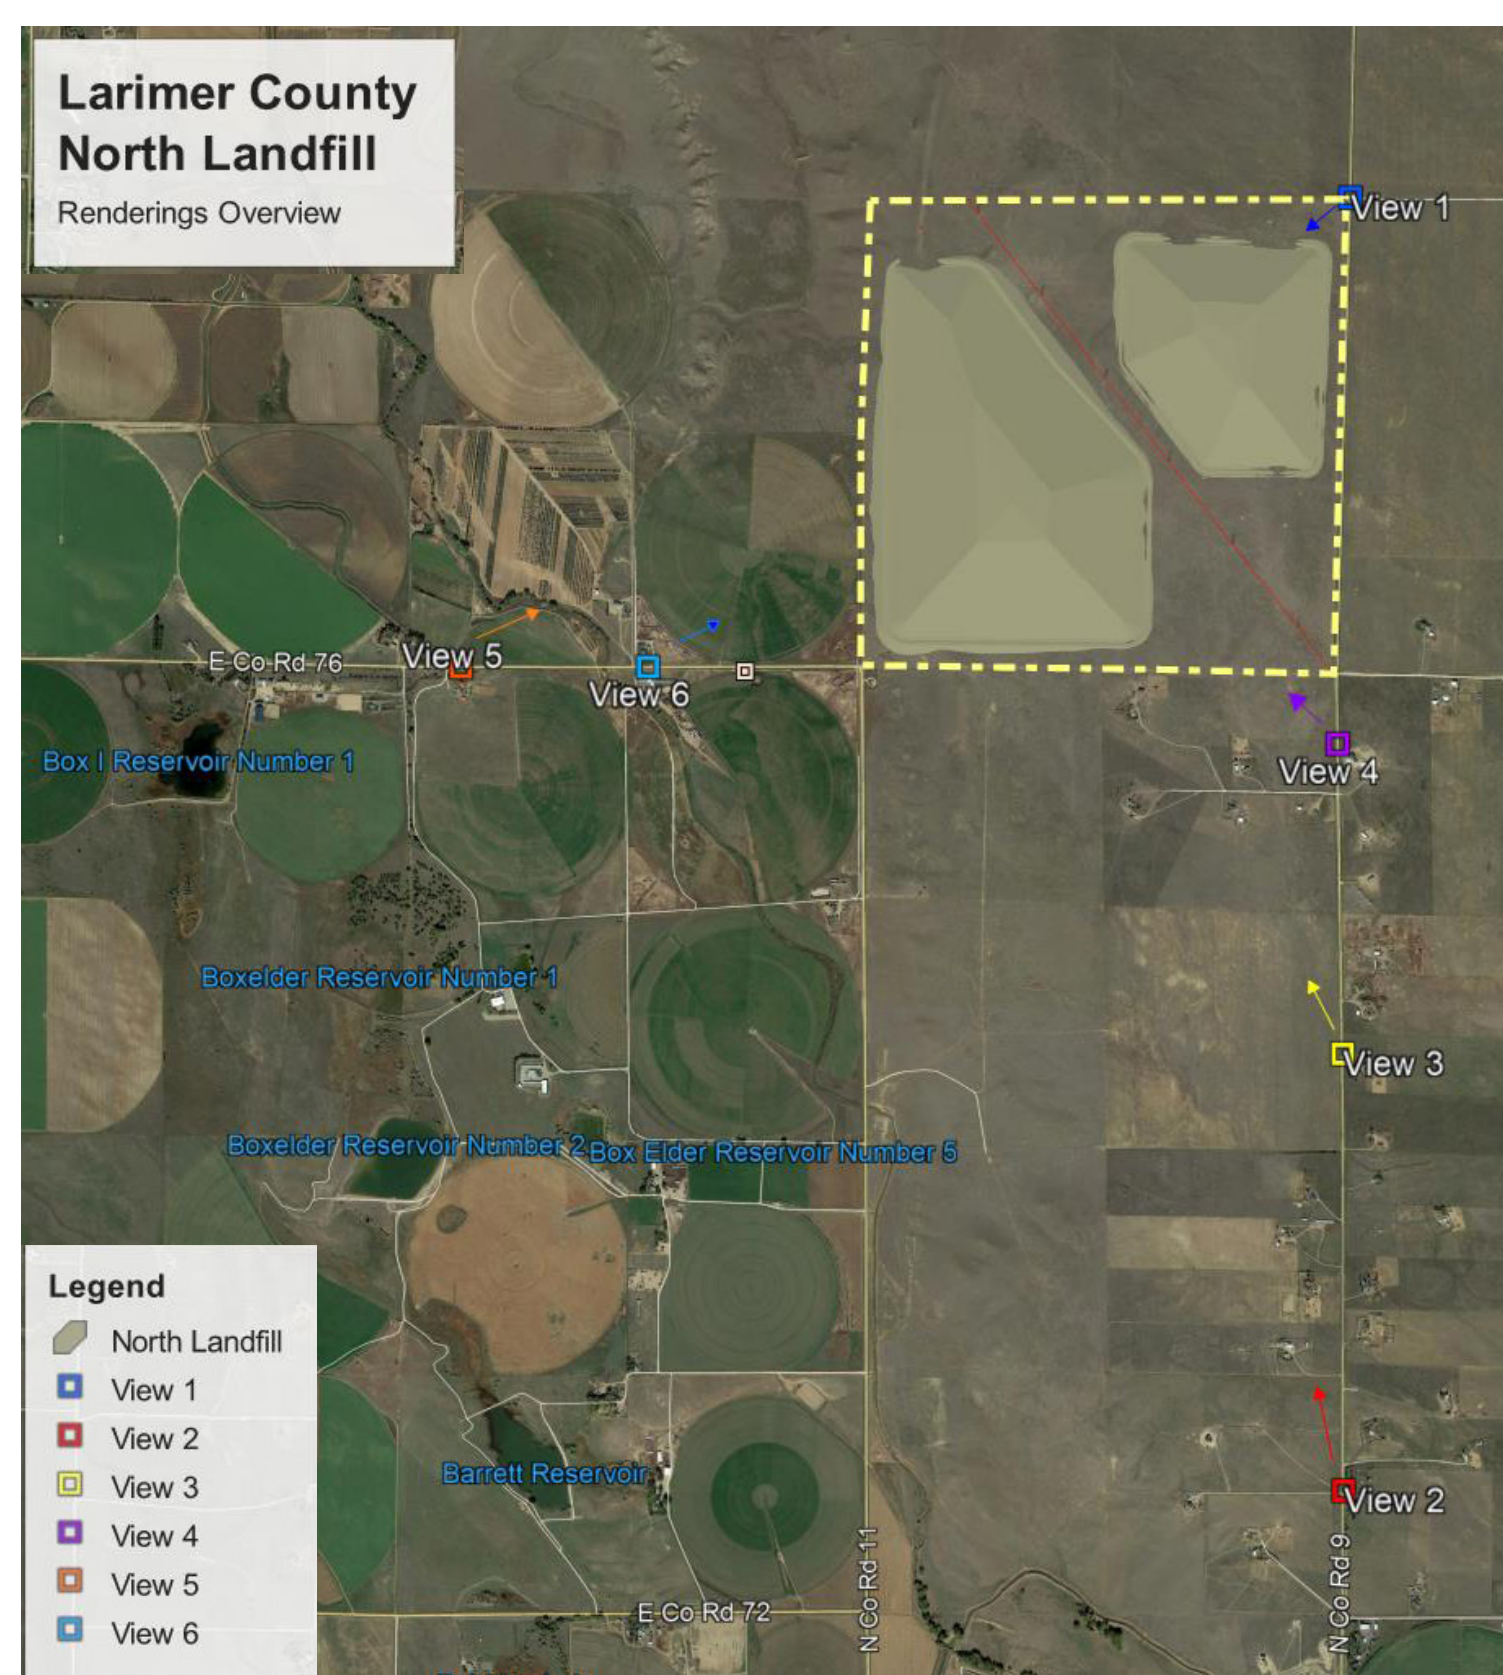 Larimer County
North Landfill
Renderings Overview
View 1
E Co Rd 76
View 5
View 6
Box I Reservoir Number 1
View 4
Boxelder Reservoir Number 1
View 3
Boxelder Reservoir Number 2
Box Elder Reservoir Number 5
Barrett Reservoir
View 2
N Co Rd 11
N Co Rd 9
E Co Rd 72
Legend
North Landfill
View 1
View 2
View 3
View 4
View 5
View 6